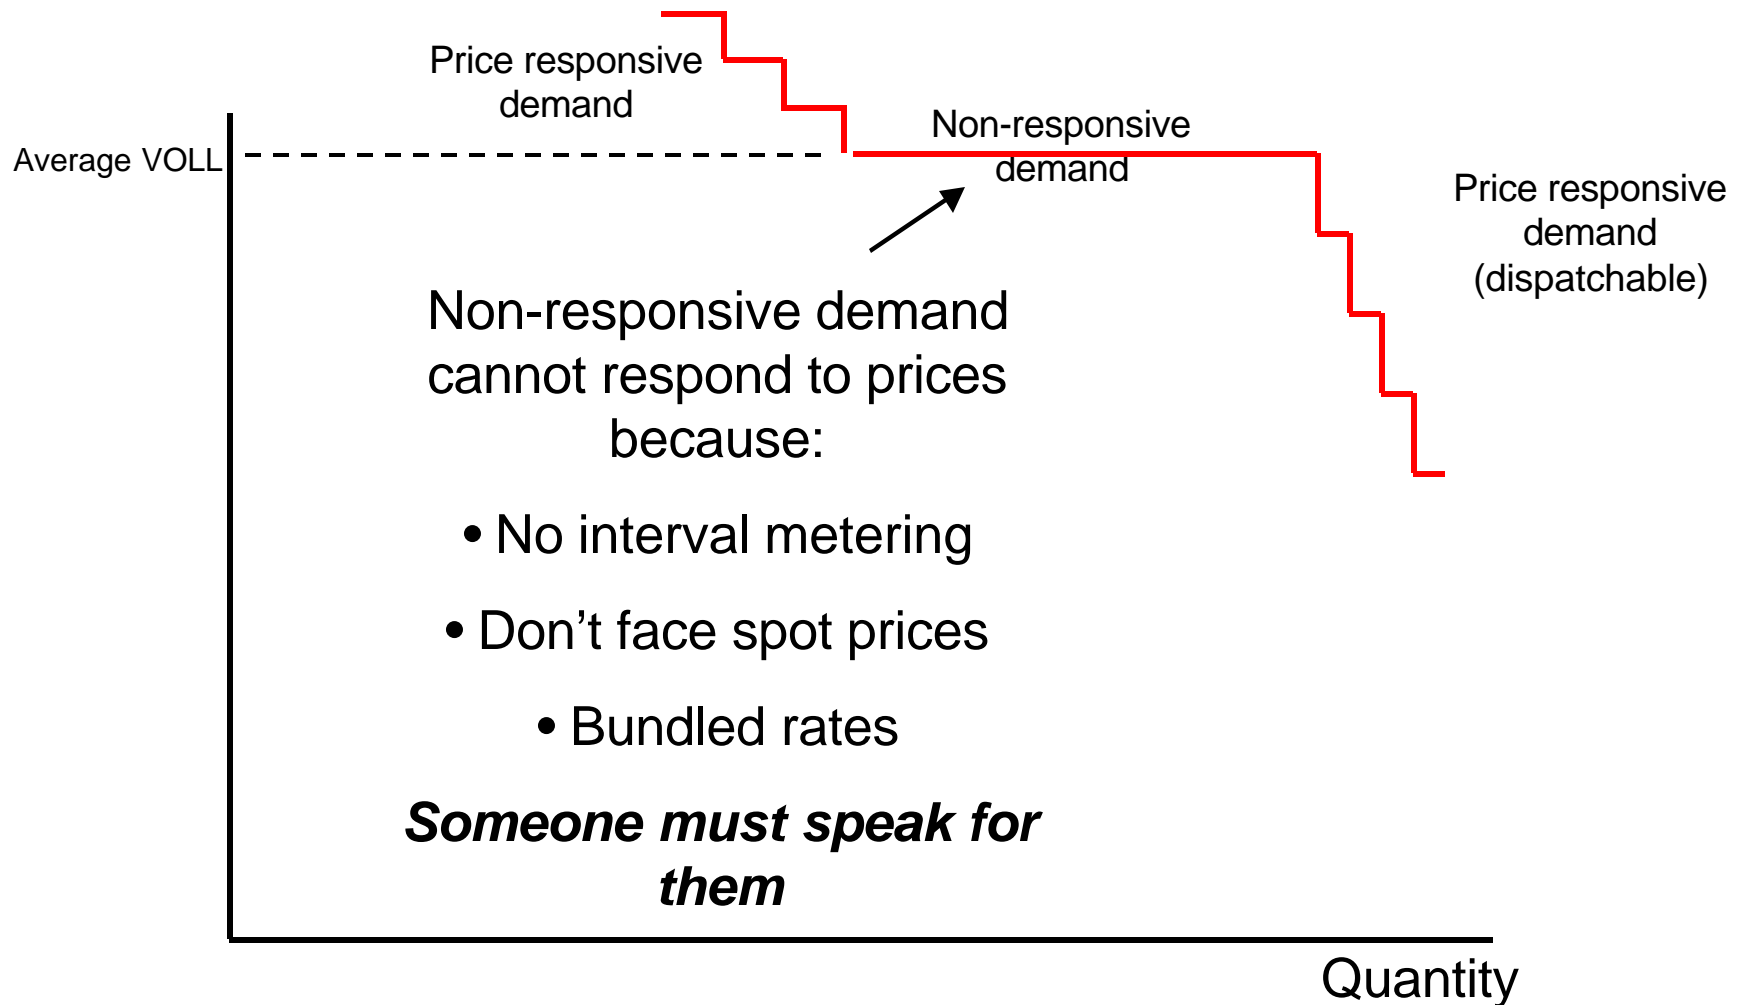 Price responsive
demand
Non-responsive
demand
Average VOLL
Price responsive
demand
(dispatchable)
Non-responsive demand
cannot respond to prices
because:
• No interval metering
• Don’t face spot prices
• Bundled rates
Someone must speak for
them
Quantity